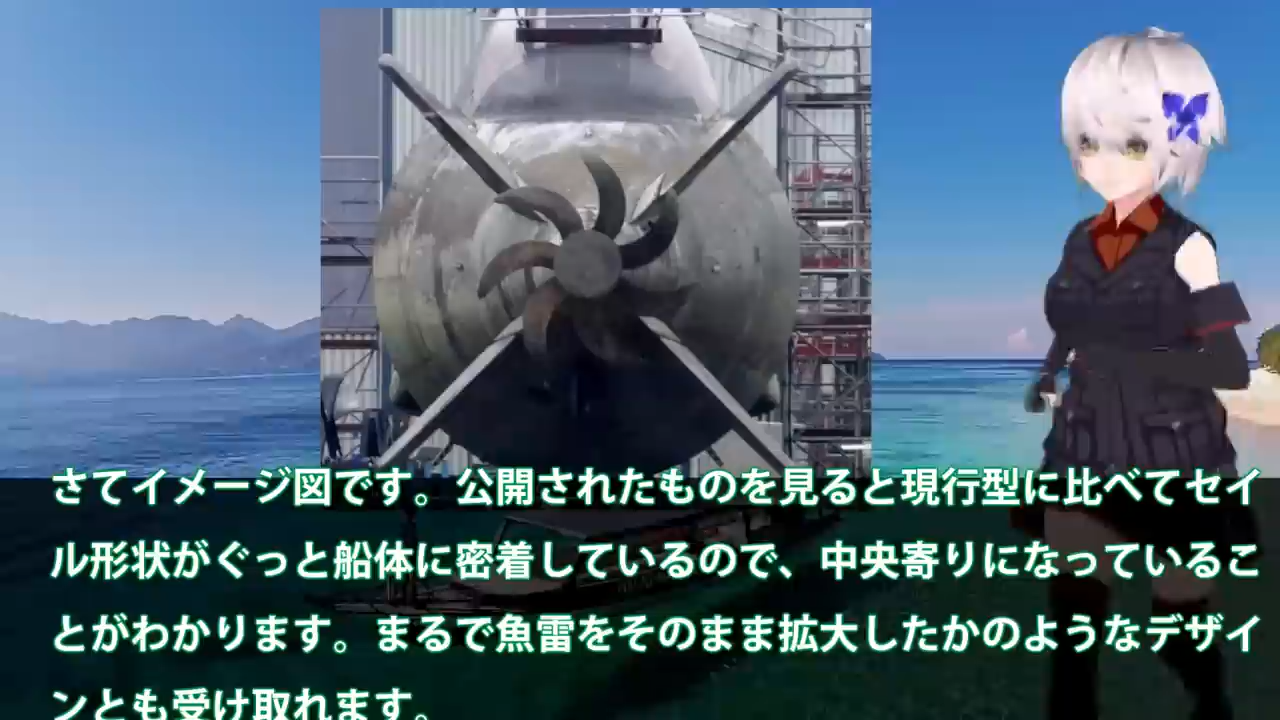 さてイメージ図です。公開されたものを見ると現行型に比べてセイ
ル形状がぐっと船体に密着しているので、中央寄りになっているこ
とがわかります。まるで魚雷をそのまま拡大したかのようなデザイ
ンとも受け取れます。